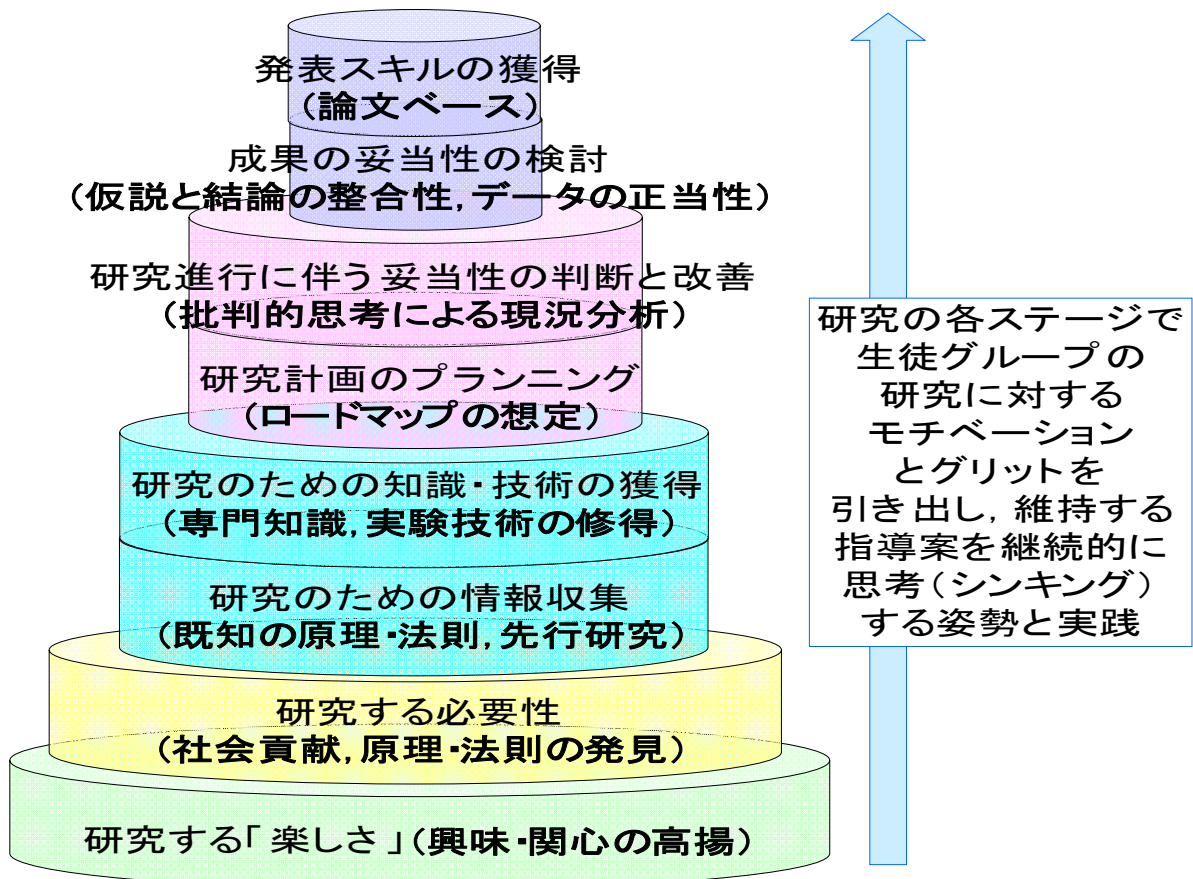 発表スキルの獲得
（論文ベース）
成果の妥当性の検討
（仮説と結論の整合性，データの正当性）
研究進行に伴う妥当性の判断と改善
（批判的思考による現況分析）
研究計画のプランニング
（ロードマップの想定）
研究のための知識・技術の獲得
（専門知識，実験技術の修得）
研究のための情報収集
（既知の原理・法則，先行研究）
研究する必要性
（社会貢献，原理・法則の発見）
研究する「楽しさ」（興味・関心の高揚）
研究の各ステージで
生徒グループの
研究に対する
モチベーション
とグリットを
引き出し，維持する
指導案を継続的に
思考（シンキング）
する姿勢と実践